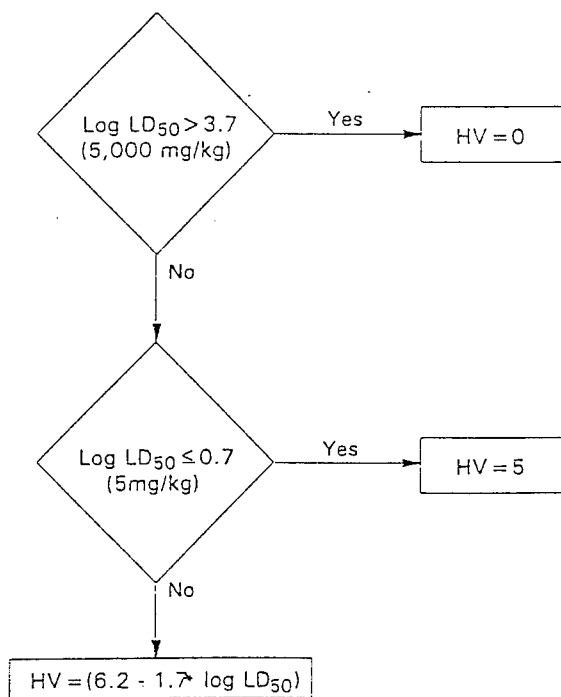 Log LD50 > 3.7
(5,000 mg/kg)
Yes
HV = 0
No
Log LD50 ≤ 0.7
(5mg/kg)
Yes
HV = 5
No
HV = (6.2 - 1.7* log LD50)